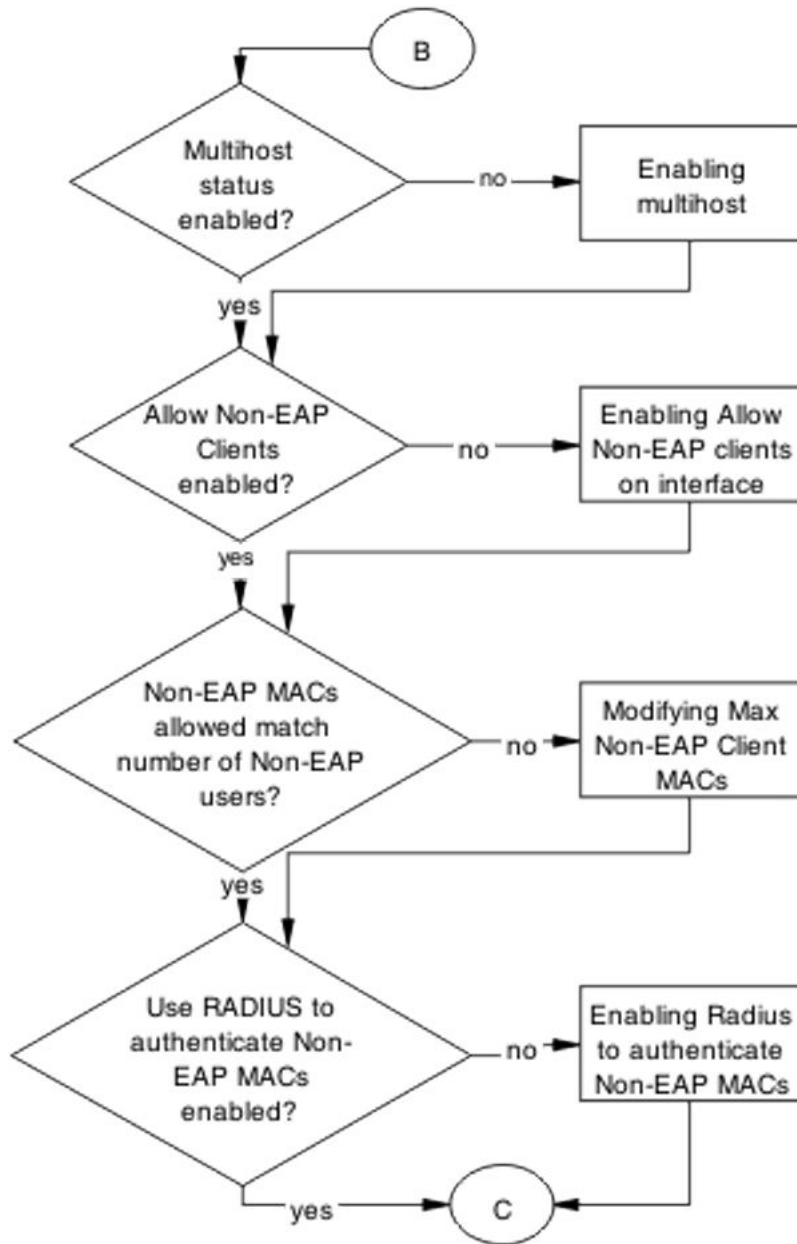 B
Multihost
status
enabled?
no
Enabling
multihost
yes
Allow Non-EAP
Clients
enabled?
no
Enabling Allow
Non-EAP clients
on interface
yes
Non-EAP MACs
allowed match
number of Non-EAP
users?
no
Modifying Max
Non-EAP Client
MACs
yes
Use RADIUS to
authenticate Non-
EAP MACs
enabled?
no
Enabling Radius
to authenticate
Non-EAP MACs
yes
C